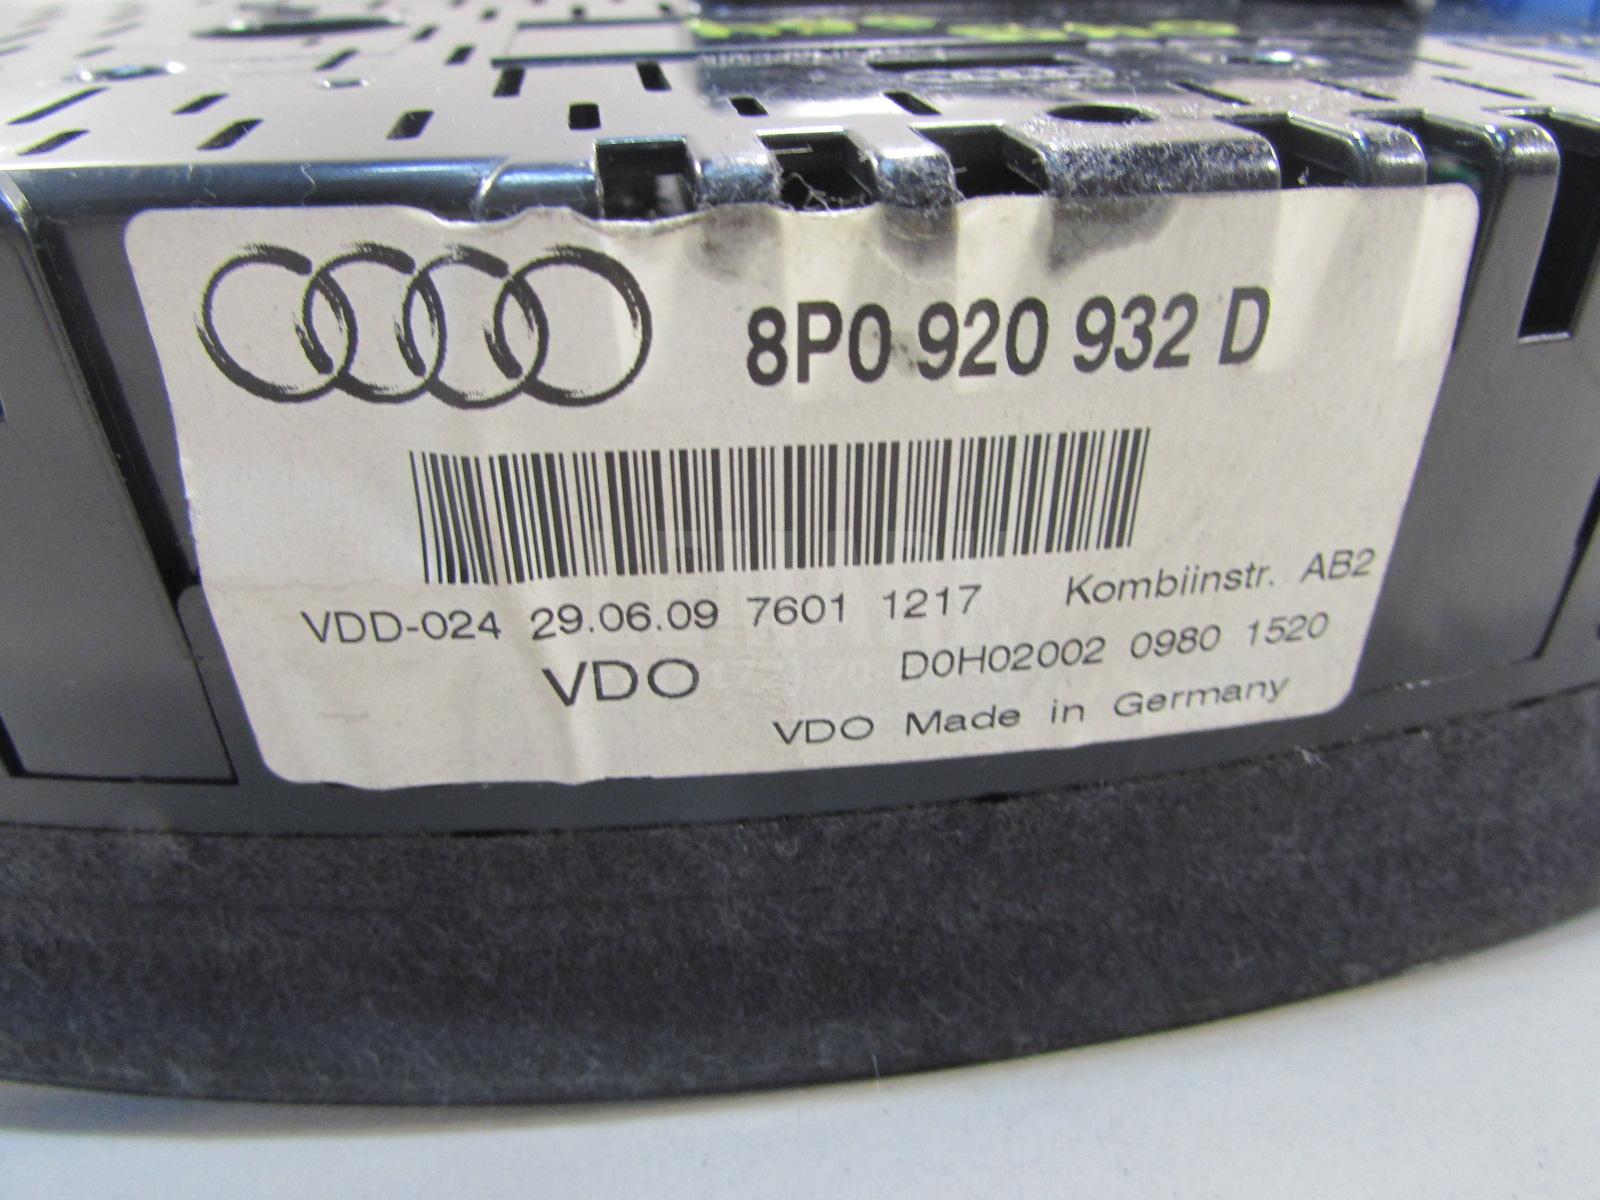 8P0 920 932 D
VDD-024 29.06.09 7601 1217 Kombiinstr. AB2
VDO D0H02002 0980 1520
VDO Made in Germany